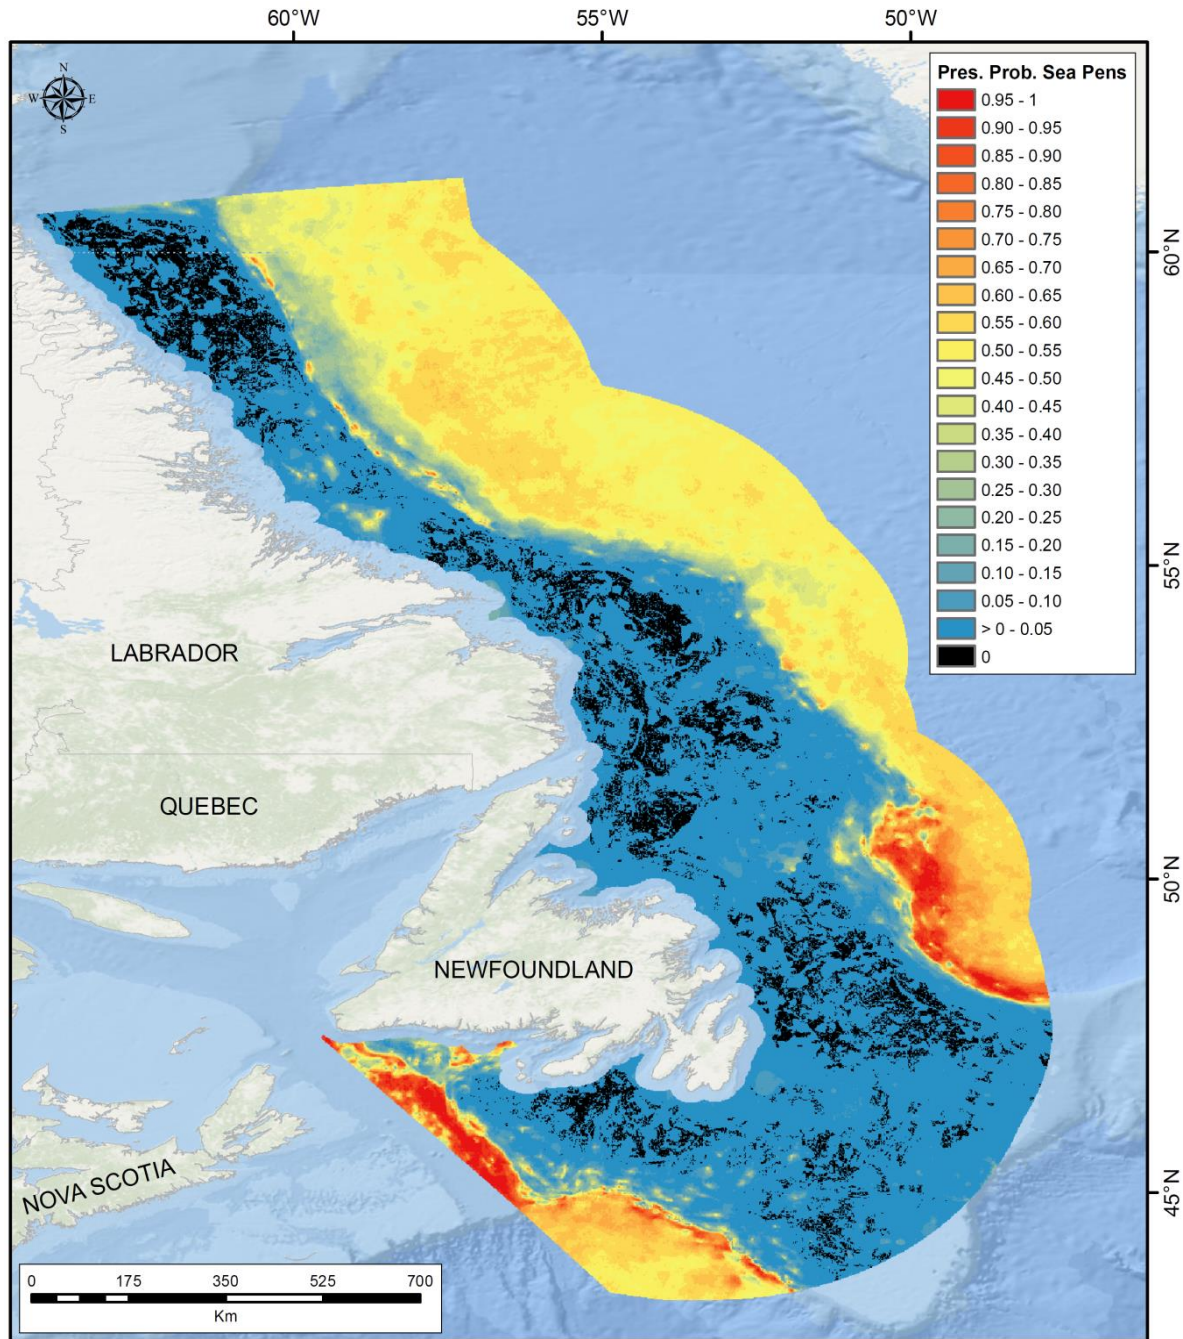 60°W 55°W 50°W
N
W E
S
Pres. Prob. Sea Pens
0.95 - 1
0.90 - 0.95
0.85 - 0.90
0.80 - 0.85
0.75 - 0.80
0.70 - 0.75
0.65 - 0.70
0.60 - 0.65
0.55 - 0.60
0.50 - 0.55
0.45 - 0.50
0.40 - 0.45
0.35 - 0.40
0.30 - 0.35
0.25 - 0.30
0.20 - 0.25
0.15 - 0.20
0.10 - 0.15
0.05 - 0.10
> 0 - 0.05
0
60°N
55°N
LABRADOR
QUEBEC
50°N
NEWFOUNDLAND
NOVA SCOTIA
45°N
0 175 350 525 700
Km